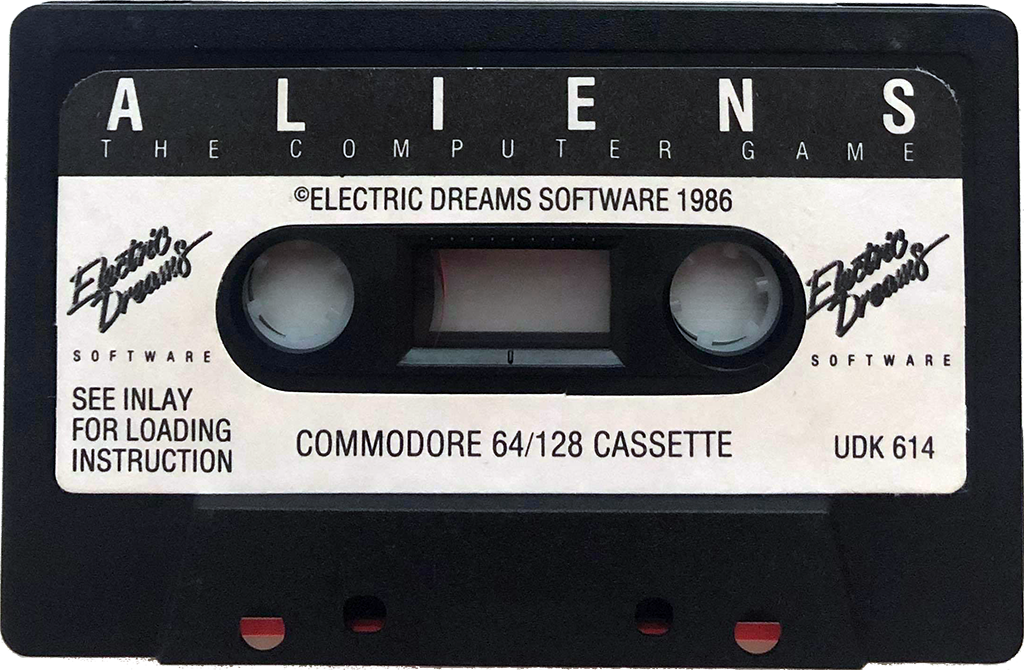 ALIENS
THE COMPUTER GAME
©ELECTRIC DREAMS SOFTWARE 1986
Electric
Dreams
SOFTWARE
Electric
Dreams
SOFTWARE
SEE INLAY
FOR LOADING
INSTRUCTION
COMMODORE 64/128 CASSETTE
UDK 614